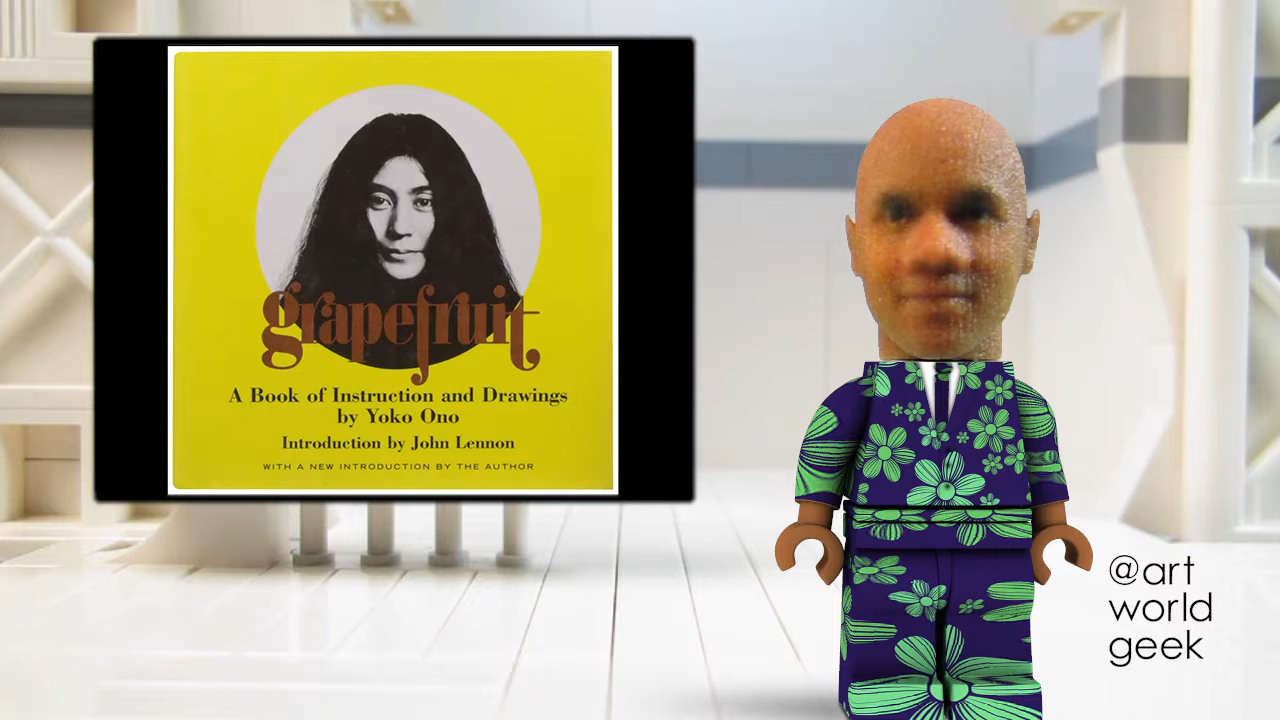 grapefruit
A Book of Instruction and Drawings
by Yoko Ono
Introduction by John Lennon
WITH A NEW INTRODUCTION BY THE AUTHOR
@art
world
geek